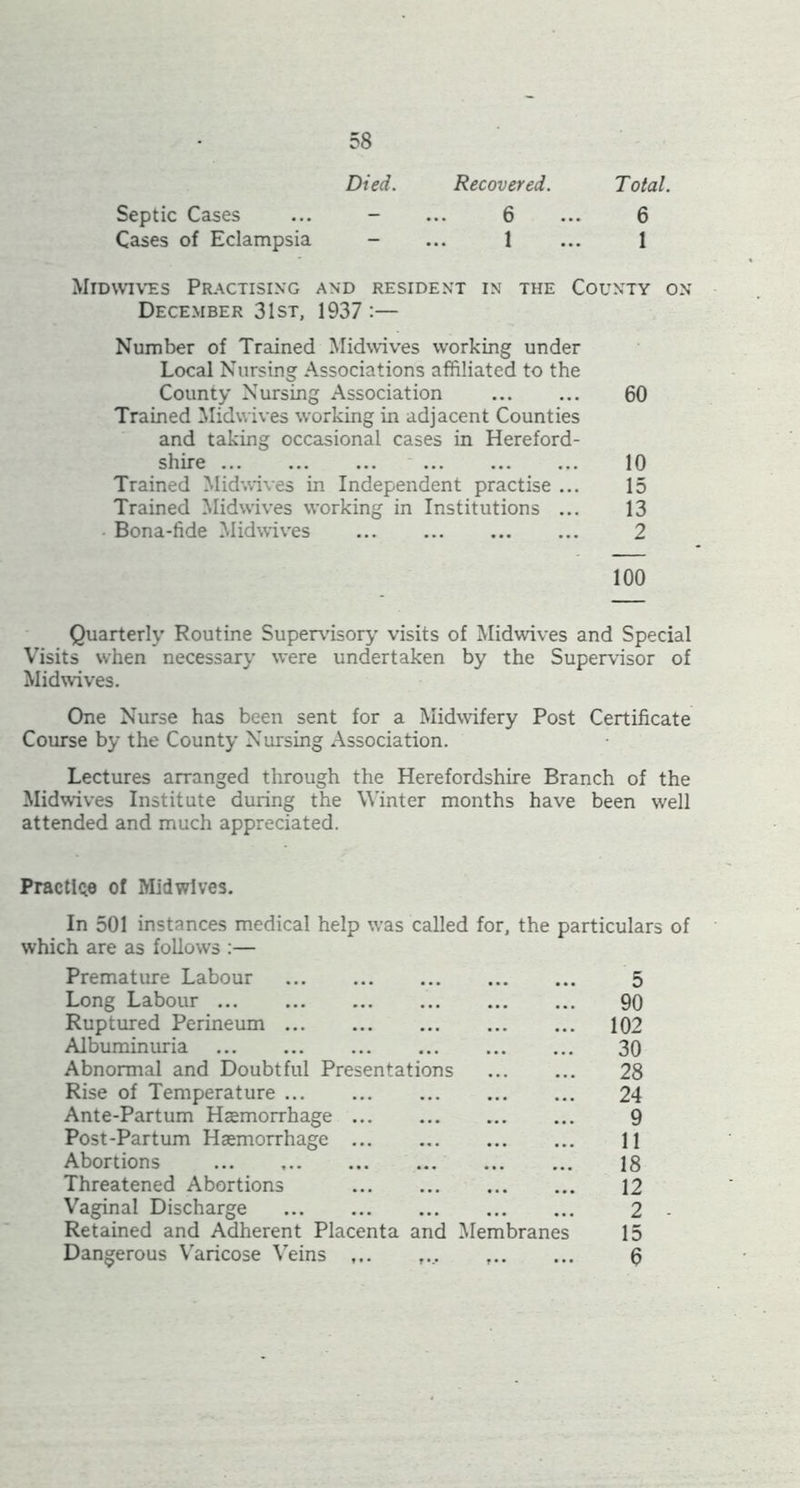 58
Died. Recovered. Total.
Septic Cases ... – ... 6 ... 6
Cases of Eclampsia – ... 1 ... 1
Midwives Practising and resident in the County on
December 31st, 1937 :—
Number of Trained Midwives working under
Local Nursing Associations affiliated to the
County Nursing Association ... ... 60
Trained Midwives working in adjacent Counties
and taking occasional cases in Hereford-
shire ... ... ... ... ... ... 10
Trained Midwives in Independent practise ... 15
Trained Midwives working in Institutions ... 13
Bona-fide Midwives ... ... ... ... 2
100
Quarterly Routine Supervisory visits of Midwives and Special
Visits when necessary were undertaken by the Supervisor of
Midwives.
One Nurse has been sent for a Midwifery Post Certificate
Course by the County Nursing Association.
Lectures arranged through the Herefordshire Branch of the
Midwives Institute during the Winter months have been well
attended and much appreciated.
Practice of Midwives.
In 501 instances medical help was called for, the particulars of
which are as follows :—
Premature Labour ... ... ... ... ... 5
Long Labour ... ... ... ... ... ... 90
Ruptured Perineum ... ... ... ... ... 102
Albuminuria ... ... ... ... ... ... 30
Abnormal and Doubtful Presentations ... ... 28
Rise of Temperature ... ... ... ... ... 24
Ante-Partum Hæmorrhage ... ... ... ... 9
Post-Partum Hæmorrhage ... ... ... ... 11
Abortions ... ... ... ... ... ... 18
Threatened Abortions ... ... ... ... 12
Vaginal Discharge ... ... ... ... ... 2
Retained and Adherent Placenta and Membranes 15
Dangerous Varicose Veins ... ... ... ... 6